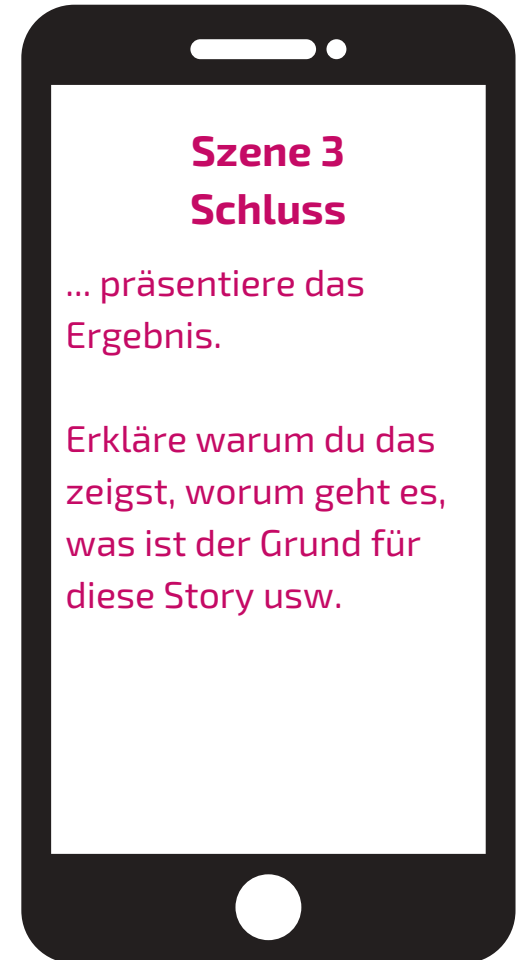 Szene 3
Schluss
... präsentiere das
Ergebnis.
Erkläre warum du das
zeigst, worum geht es,
was ist der Grund für
diese Story usw.